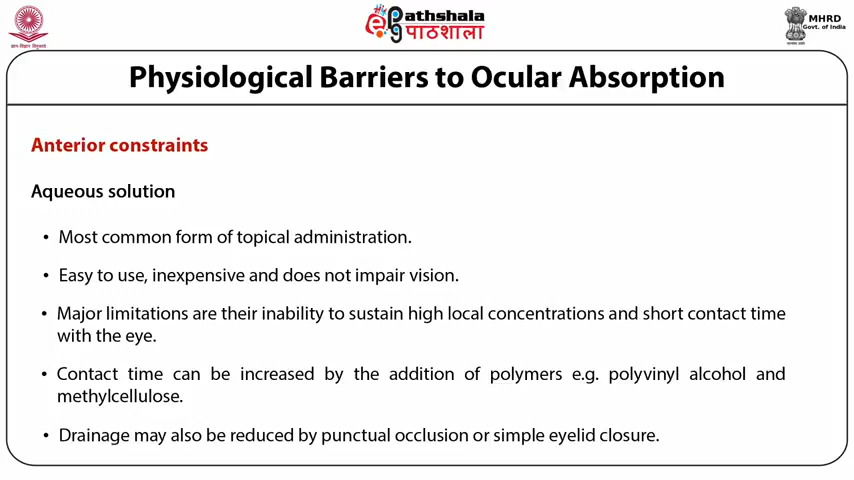 ePathshala
पाठशाला
MHRD
Govt. of India
Physiological Barriers to Ocular Absorption
Anterior constraints
Aqueous solution
• Most common form of topical administration.
• Easy to use, inexpensive and does not impair vision.
• Major limitations are their inability to sustain high local concentrations and short contact time
with the eye.
• Contact time can be increased by the addition of polymers e.g. polyvinyl alcohol and
methylcellulose.
• Drainage may also be reduced by punctual occlusion or simple eyelid closure.